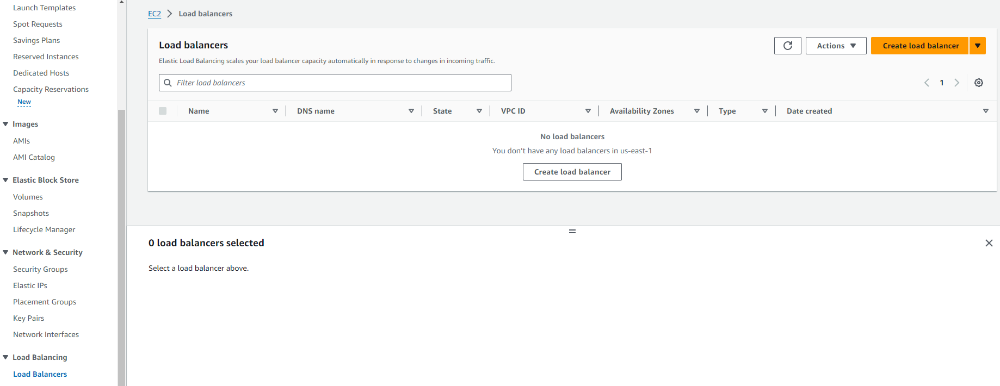 Launch Templates
Spot Requests
Savings Plans
Reserved Instances
Dedicated Hosts
Capacity Reservations
New
Images
AMIs
AMI Catalog
Elastic Block Store
Volumes
Snapshots
Lifecycle Manager
Network & Security
Security Groups
Elastic IPs
Placement Groups
Key Pairs
Network Interfaces
Load Balancing
Load Balancers
EC2 > Load balancers
Load balancers
Actions
Create load balancer
Elastic Load Balancing scales your load balancer capacity automatically in response to changes in incoming traffic.
Filter load balancers
1
Name DNS name State VPC ID Availability Zones Type Date created
No load balancers
You don't have any load balancers in us-east-1
Create load balancer
0 load balancers selected
Select a load balancer above.